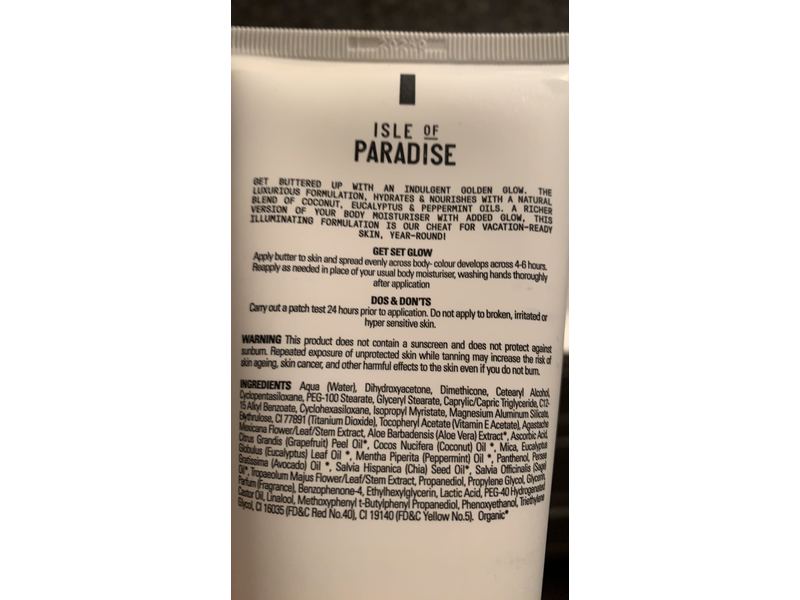 ISLE OF
PARADISE
GET BUTTERED UP WITH AN INDULGENT GOLDEN GLOW. THE
LUXURIOUS FORMULATION, HYDRATES & NOURISHES WITH A NATURAL
BLEND OF COCONUT, EUCALYPTUS & PEPPERMINT OILS. A RICHER
VERSION OF YOUR BODY MOISTURISER WITH ADDED GLOW, THIS
ILLUMINATING FORMULATION IS OUR CHEAT FOR VACATION-READY
SKIN, YEAR-ROUND!
GET SET GLOW
Apply butter to skin and spread evenly across body- colour develops across 4-6 hours.
Reapply as needed in place of your usual body moisturiser, washing hands thoroughly
after application
DOS & DON'TS
Carry out a patch test 24 hours prior to application. Do not apply to broken, irritated or
hyper sensitive skin.
WARNING This product does not contain a sunscreen and does not protect against
sunburn. Repeated exposure of unprotected skin while tanning may increase the risk of
skin ageing, skin cancer, and other harmful effects to the skin even if you do not burn.
INGREDIENTS Aqua (Water), Dihydroxyacetone, Dimethicone, Cetearyl Alcohol,
Cyclopentasiloxane, PEG-100 Stearate, Glyceryl Stearate, Caprylic/Capric Triglyceride, C12-
15 Alkyl Benzoate, Cyclohexasiloxane, Isopropyl Myristate, Magnesium Aluminum Silicate,
Erythrulose, CI 77891 (Titanium Dioxide), Tocopheryl Acetate (Vitamin E Acetate), Agastache
Mexicana Flower/Leaf/Stem Extract, Aloe Barbadensis (Aloe Vera) Extract*, Ascorbic Acid,
Citrus Grandis (Grapefruit) Peel Oil*, Cocos Nucifera (Coconut) Oil *, Mica, Eucalyptus
Globulus (Eucalyptus) Leaf Oil *, Mentha Piperita (Peppermint) Oil *, Panthenol, Persea
Gratissima (Avocado) Oil *, Salvia Hispanica (Chia) Seed Oil*, Salvia Officinalis (Sage)
Oil*, Tropaeolum Majus Flower/Leaf/Stem Extract, Propanediol, Propylene Glycol, Glycerin,
Parfum (Fragrance), Benzophenone-4, Ethylhexylglycerin, Lactic Acid, PEG-40 Hydrogenated
Castor Oil, Linalool, Methoxyphenyl t-Butylphenyl Propanediol, Phenoxyethanol, Triethylene
Glycol, CI 16035 (FD&C Red No.40), CI 19140 (FD&C Yellow No.5). Organic*